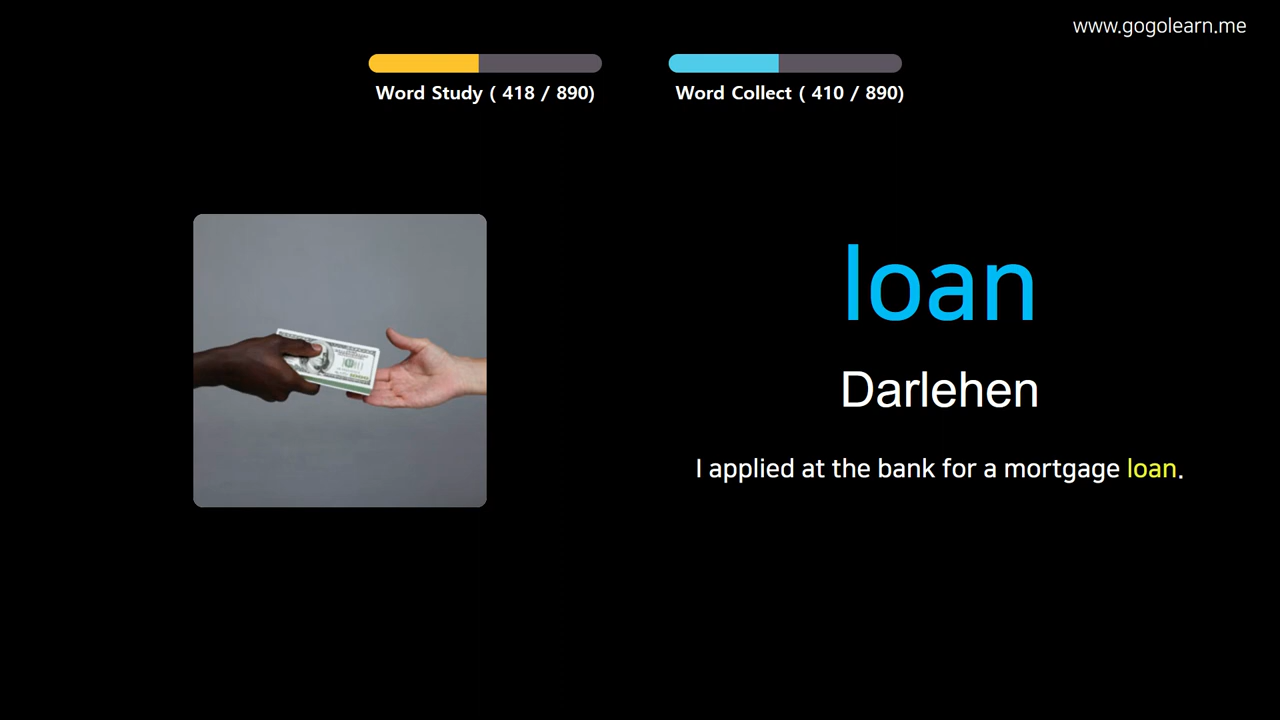 www.gogolearn.me
Word Study ( 418 / 890)
Word Collect ( 410 / 890)
loan
Darlehen
I applied at the bank for a mortgage loan.